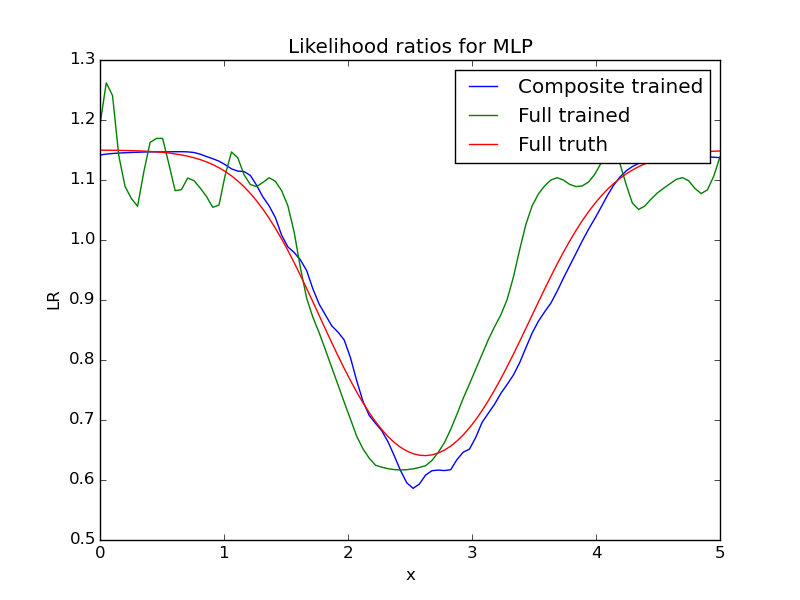 Likelihood ratios for MLP
Composite trained
Full trained
Full truth
1.3
1.2
1.1
1.0
0.9
0.8
0.7
0.6
0.5
LR
0 1 2 3 4 5
x